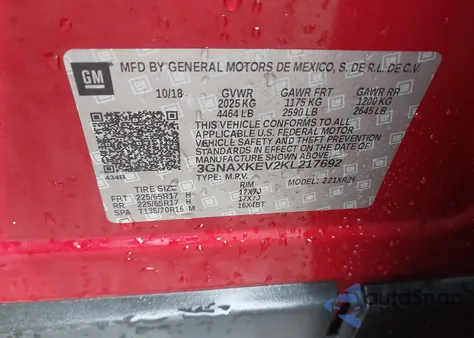 GM MFD BY GENERAL MOTORS DE MEXICO, S. DE R.L. DE C.V.
10/18 GVWR GAWR FRT GAWR RR
2025 KG 1175 KG 1200 KG
4464 LB 2590 LB 2645 LB
THIS VEHICLE CONFORMS TO ALL
APPLICABLE U.S. FEDERAL MOTOR
VEHICLE SAFETY AND THEFT PREVENTION
STANDARDS IN EFFECT ON THE DATE OF
MANUFACTURE SHOWN ABOVE.
3GNAXKEV2KL217692
TYPE: M.P.V. MODEL: 221XR26
RIM
FRT 225/65R17 H 17X7J
RR 225/65R17 H 17X7J
SPA T135/70R16 M 16X4BT
AutoSnap